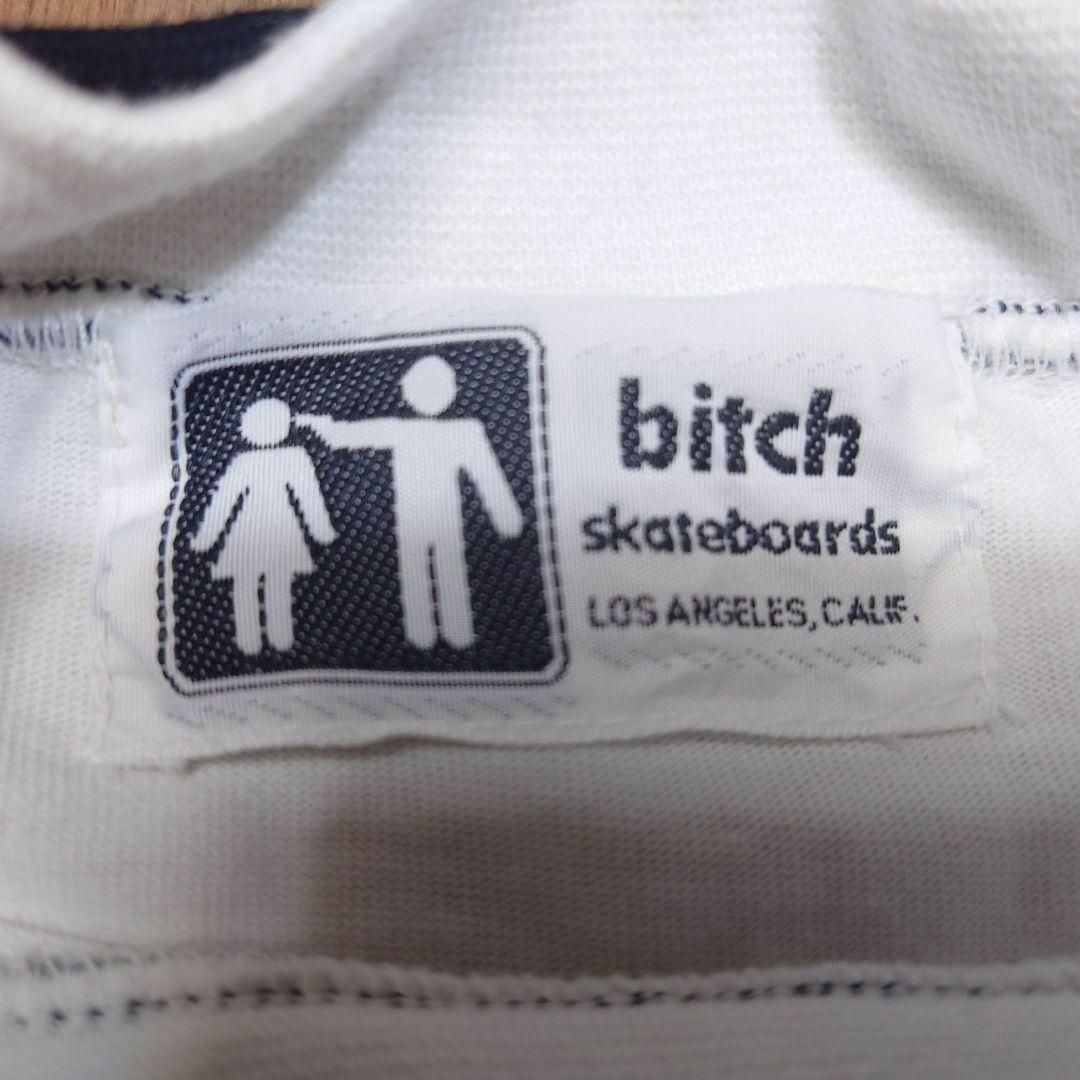 bitch
skateboards
LOS ANGELES, CALIF.